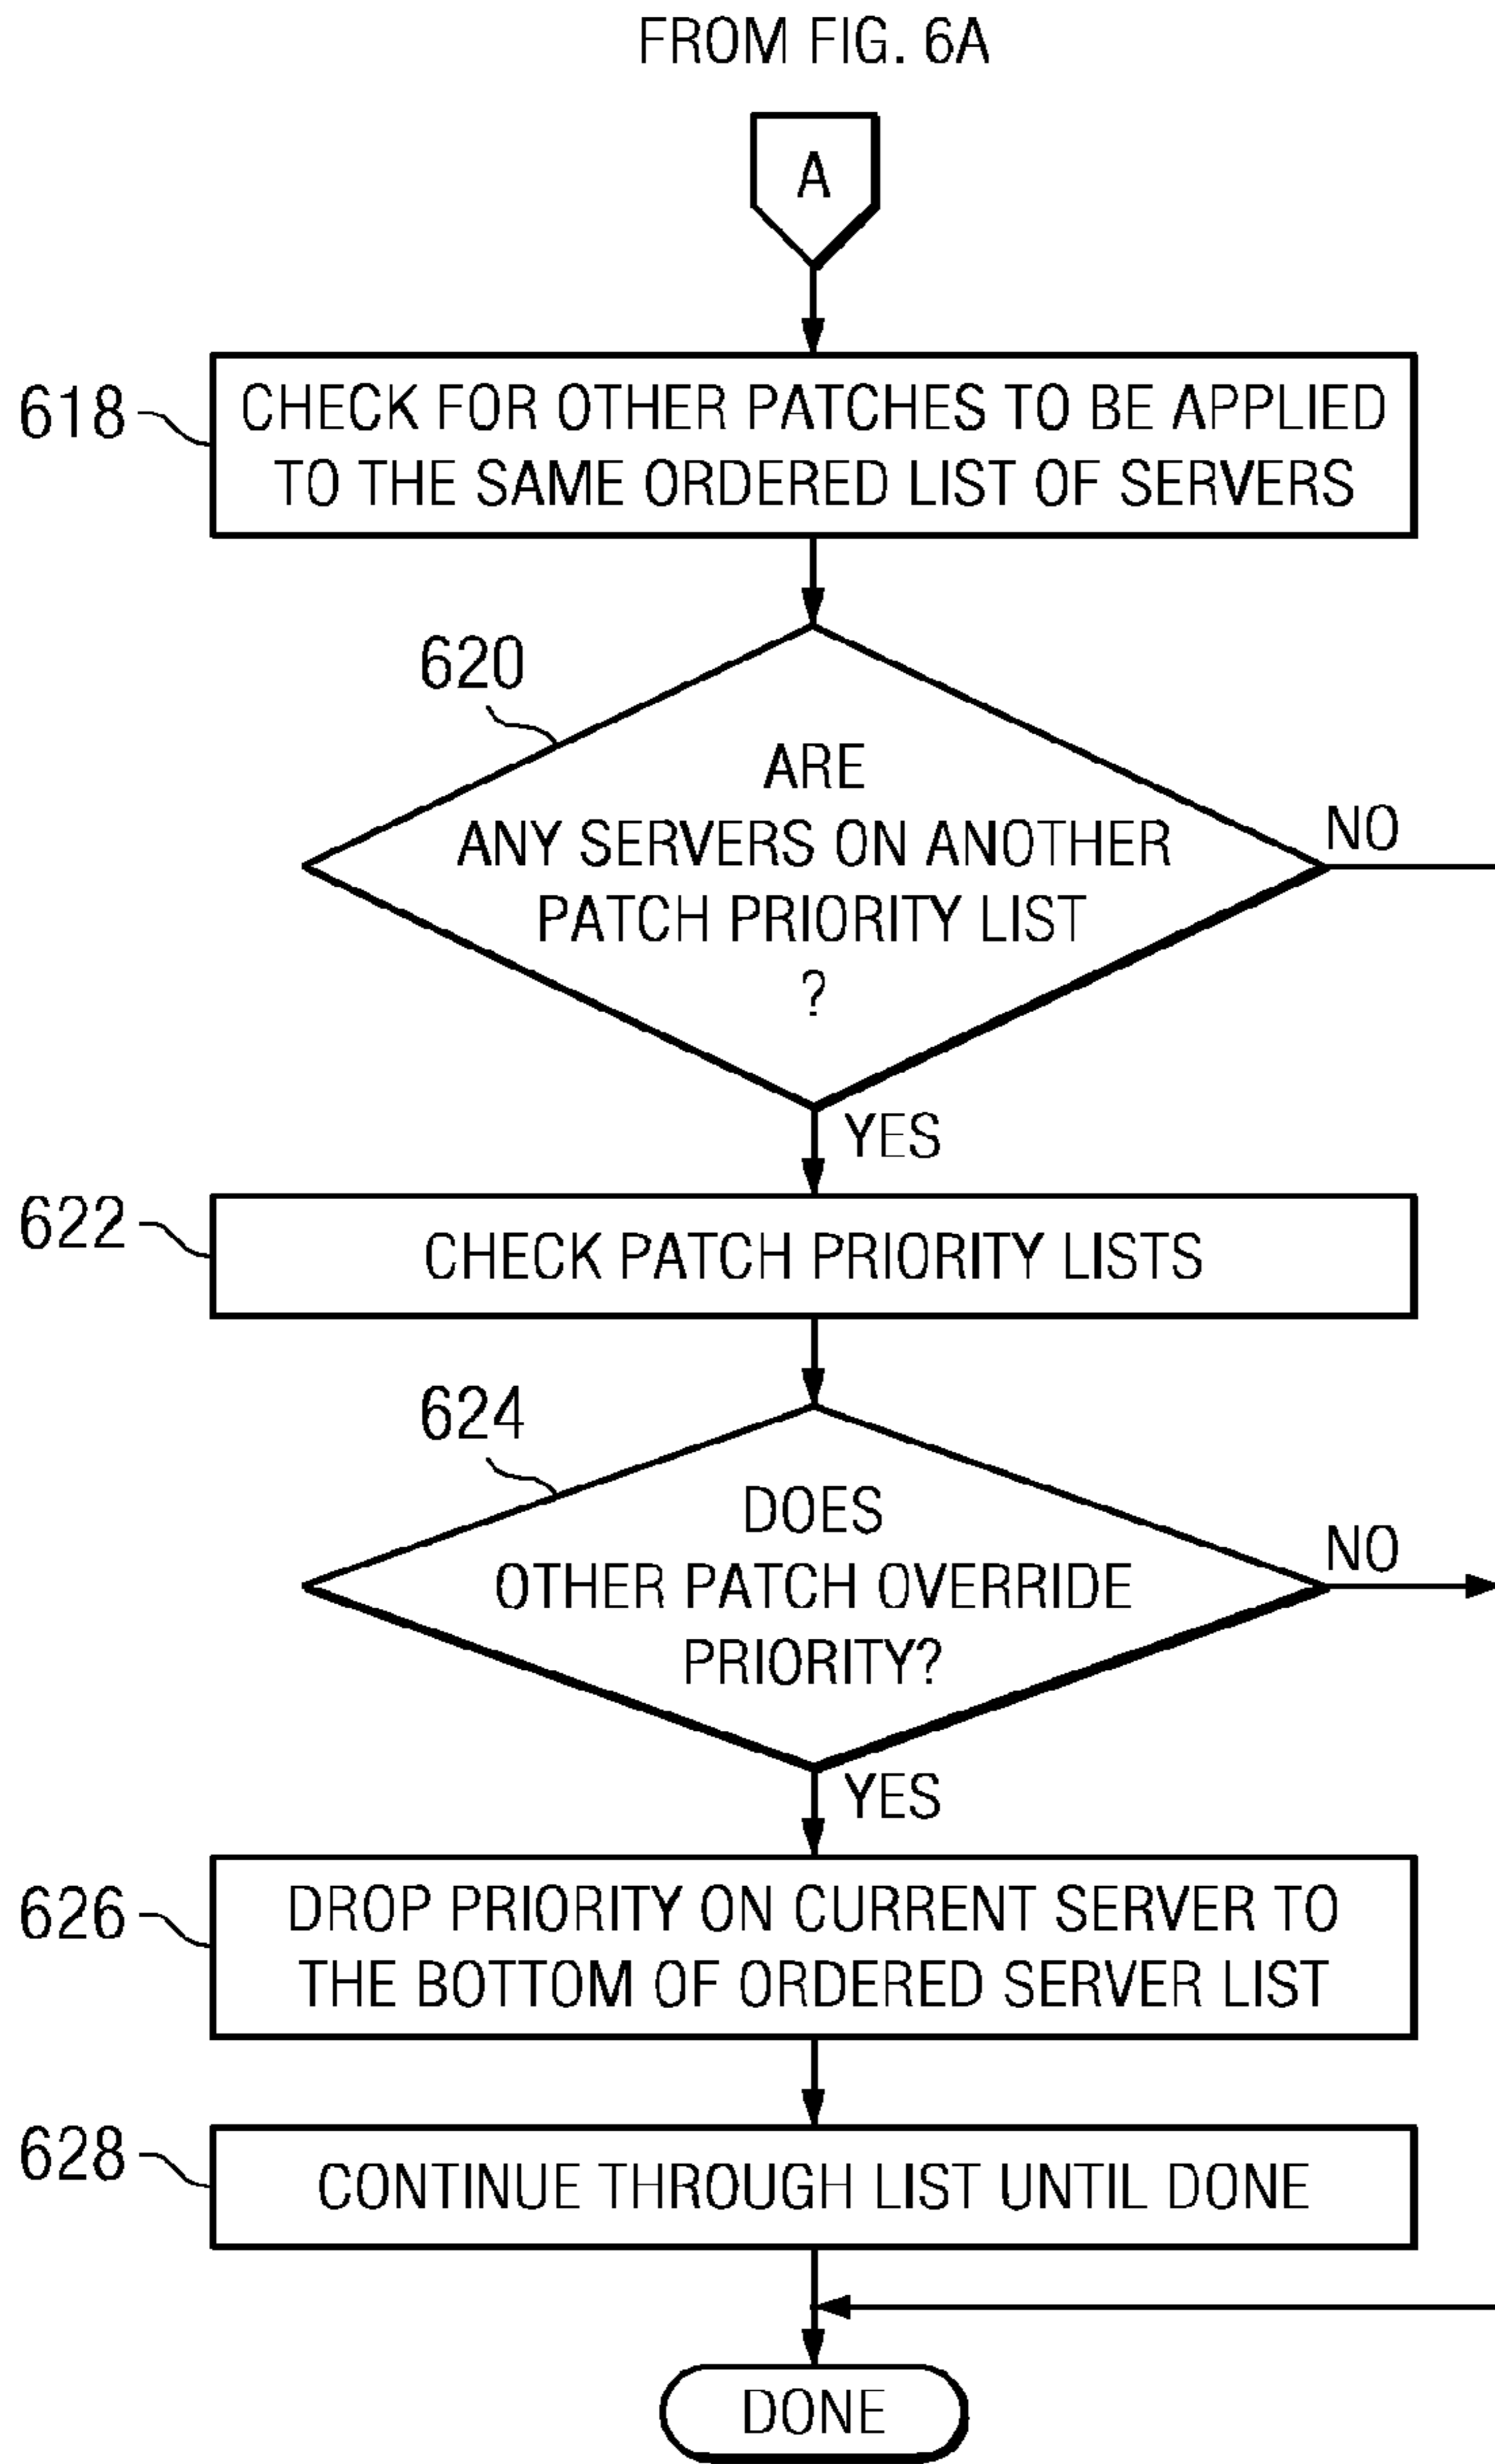 FROM FIG. 6A
A
618
CHECK FOR OTHER PATCHES TO BE APPLIED
TO THE SAME ORDERED LIST OF SERVERS
620
ARE
ANY SERVERS ON ANOTHER
PATCH PRIORITY LIST
?
NO
YES
622
CHECK PATCH PRIORITY LISTS
624
DOES
OTHER PATCH OVERRIDE
PRIORITY?
NO
YES
626
DROP PRIORITY ON CURRENT SERVER TO
THE BOTTOM OF ORDERED SERVER LIST
628
CONTINUE THROUGH LIST UNTIL DONE
DONE